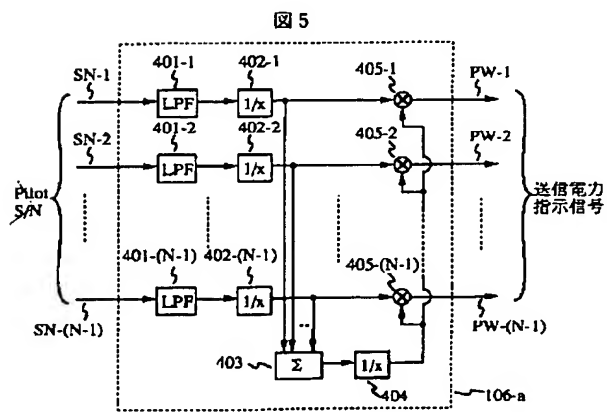 図5
SN-1
401-1
402-1
405-1
PW-1
LPF
1/x
SN-2
401-2
402-2
405-2
PW-2
LPF
1/x
Pilot
S/N
送信電力
指示信号
401-(N-1)
402-(N-1)
405-(N-1)
LPF
1/x
SN-(N-1)
PW-(N-1)
403
Σ
1/x
404
106-a